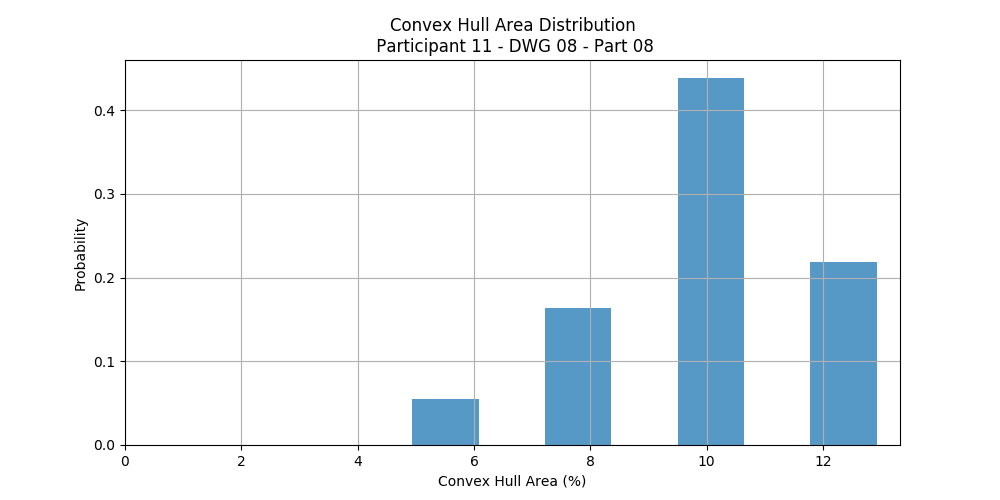 Convex Hull Area Distribution
Participant 11 - DWG 08 - Part 08
Probability
0.4
0.3
0.2
0.1
0.0
0 2 4 6 8 10 12
Convex Hull Area (%)